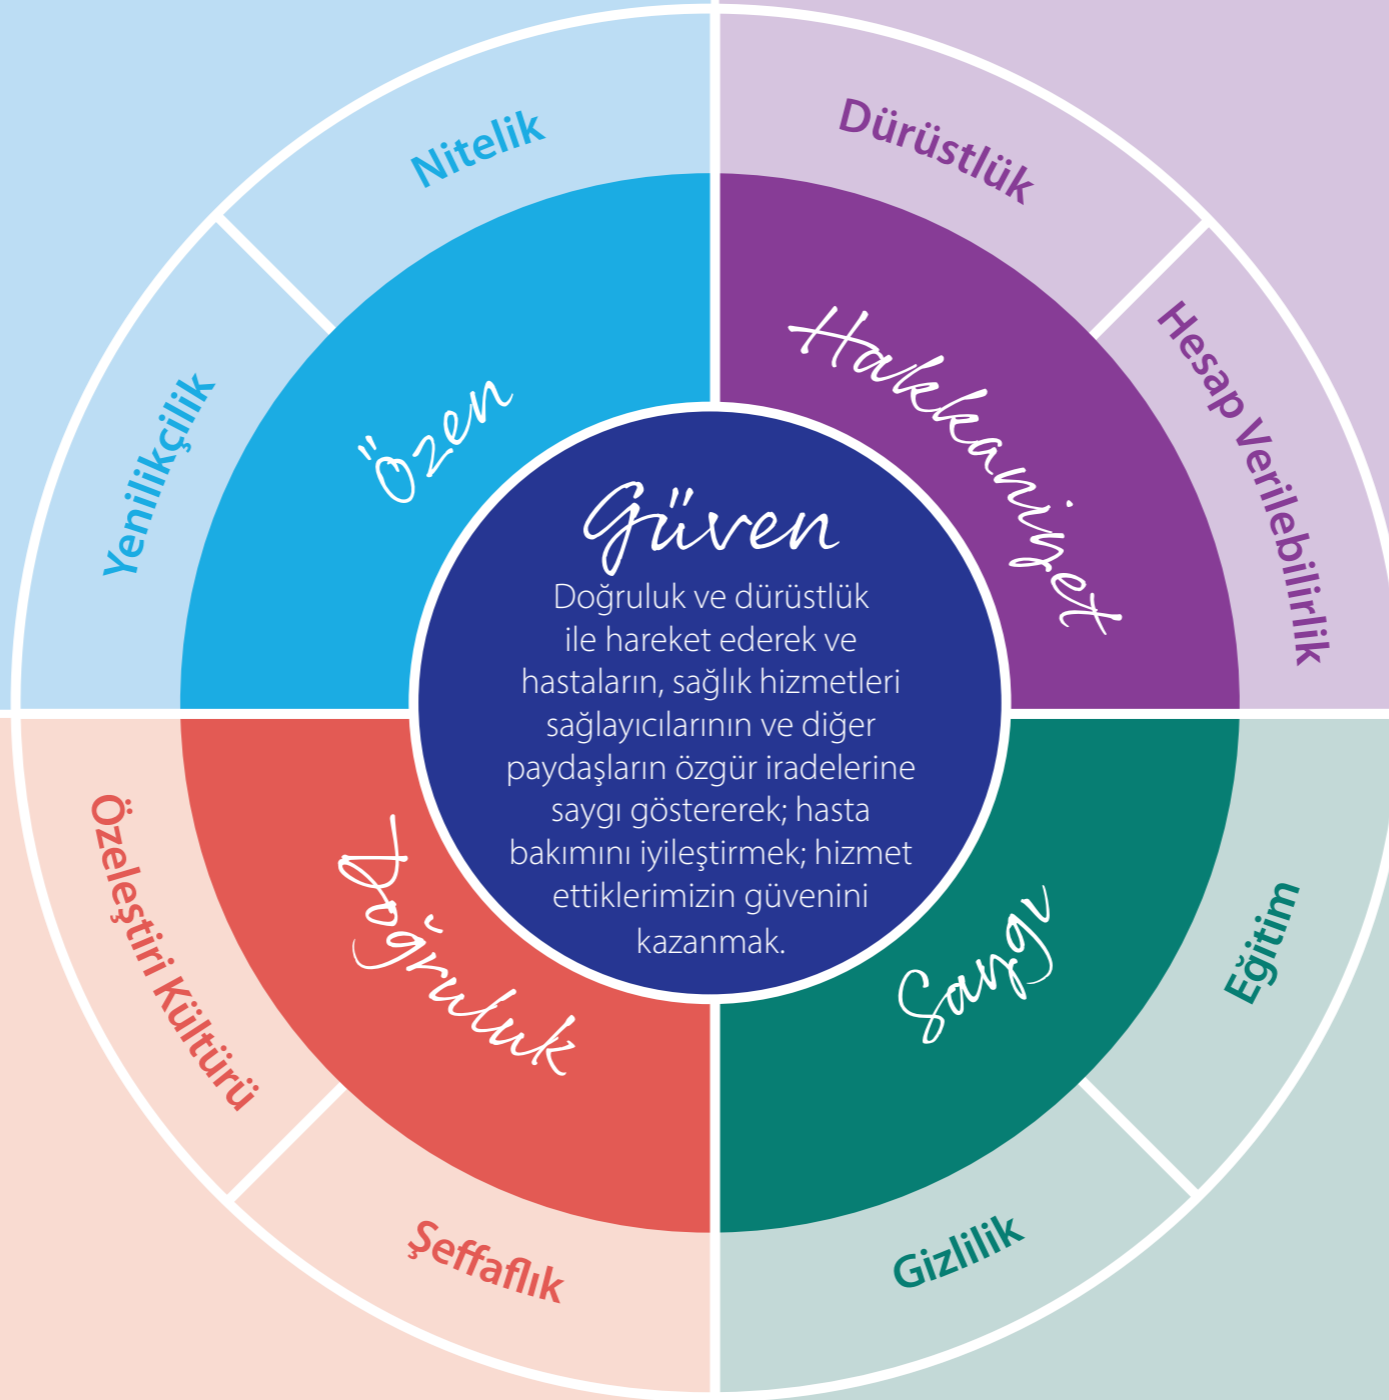 Nitelik
Dürüstlük
Yenilikçilik
Özen
Hakkaniyet
Hesap Verilebilirlik
Güven
Doğruluk ve dürüstlük
ile hareket ederek ve
hastaların, sağlık hizmetleri
sağlayıcılarının ve diğer
paydaşların özgür iradelerine
saygı göstererek; hasta
bakımını iyileştirmek; hizmet
ettiklerimizin güvenini
kazanmak.
Özeleştiri Kültürü
Doğruluk
Saygı
Eğitim
Şeffaflık
Gizlilik